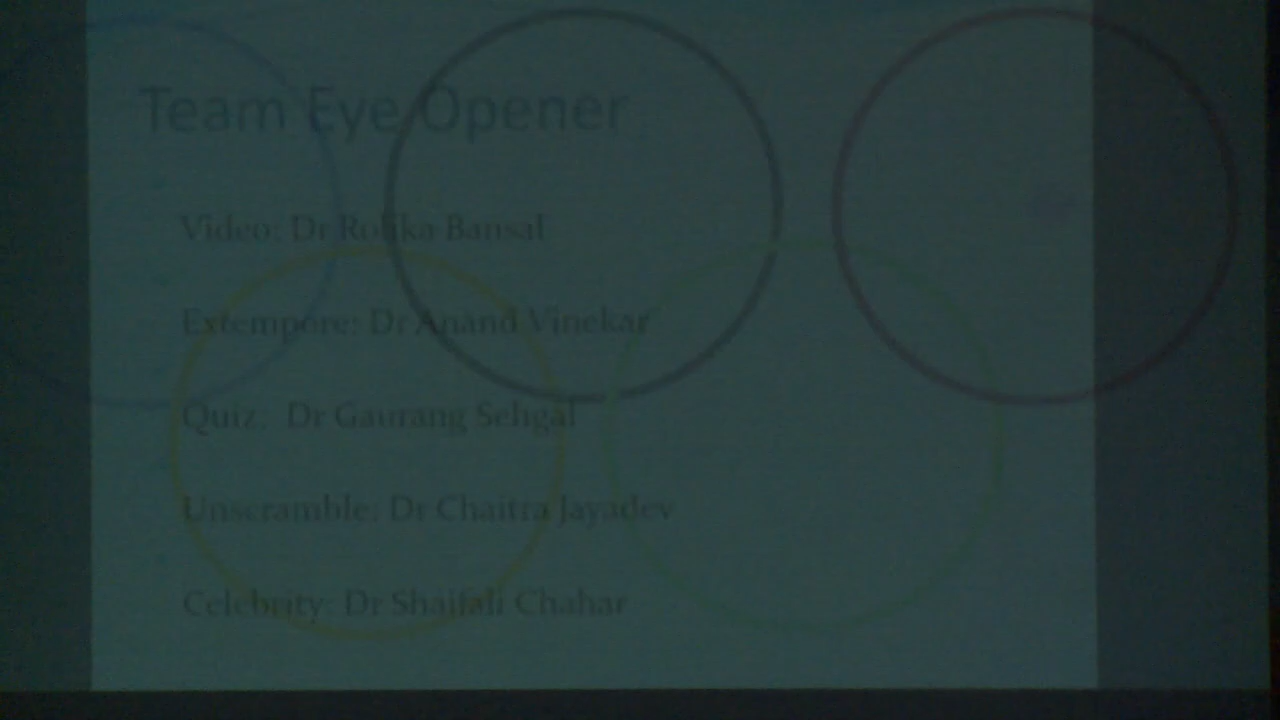 Team Eye Opener
Video: Dr Rolika Bansal
Extempore: Dr Anand Vinekar
Quiz: Dr Gaurang Sehgal
Unscramble: Dr Chaitra Jayadev
Celebrity: Dr Shaifali Chahar